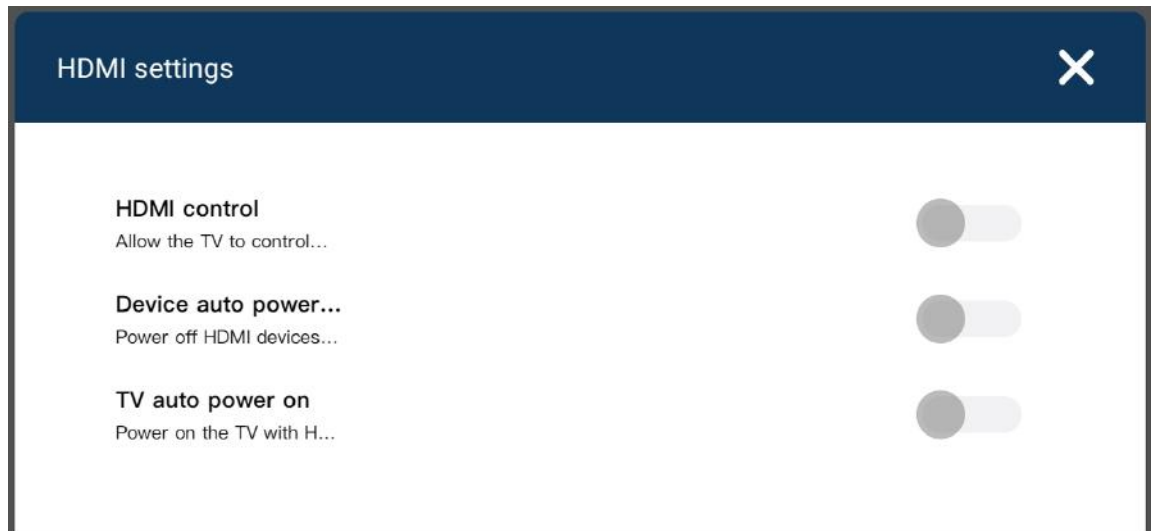 HDMI settings
HDMI control
Allow the TV to control...
Device auto power...
Power off HDMI devices...
TV auto power on
Power on the TV with H...